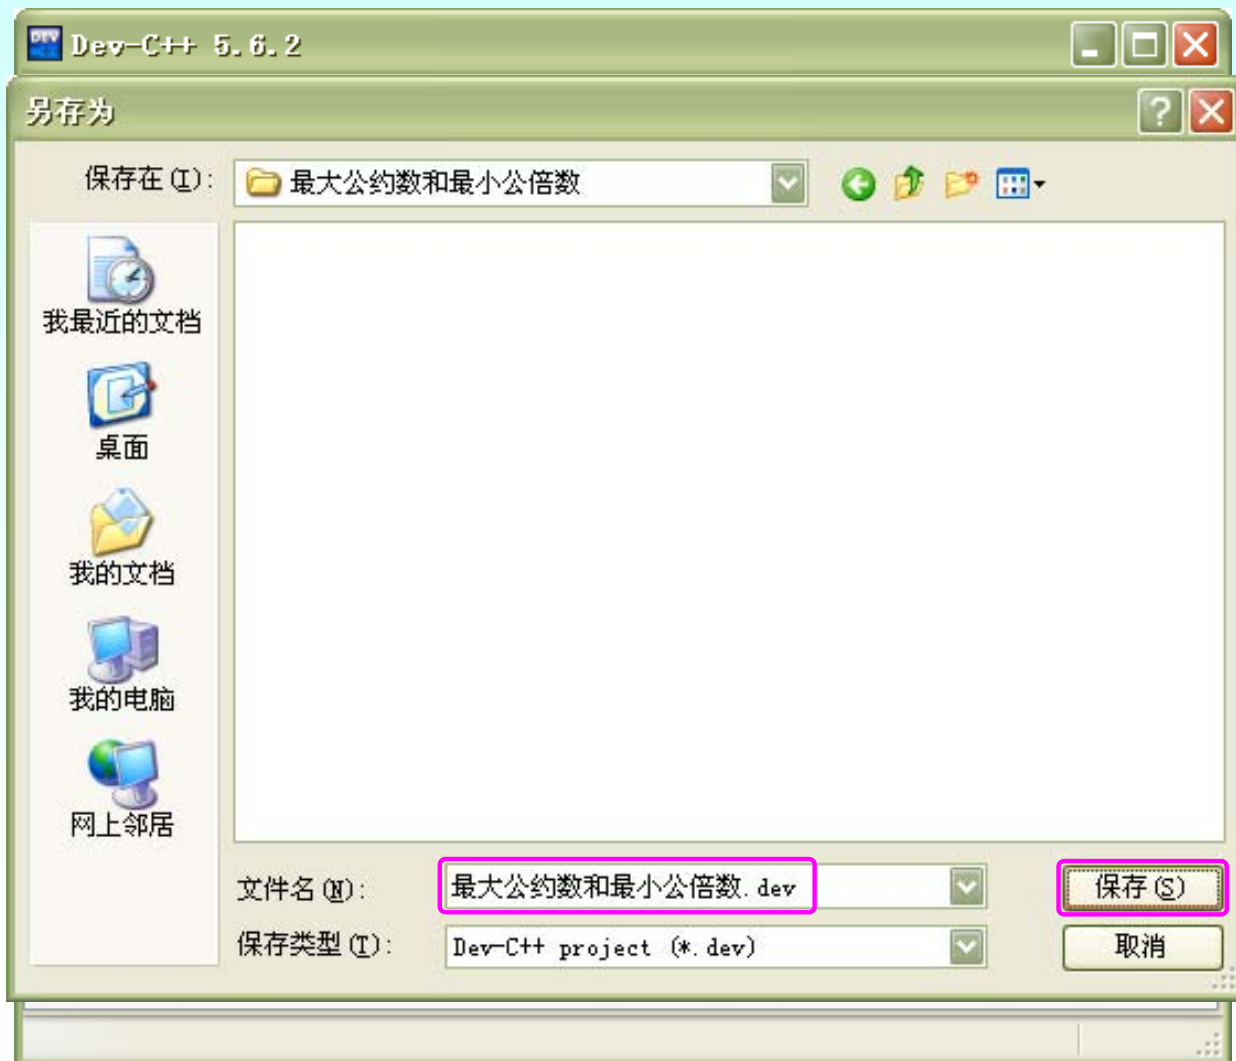 Dev-C++ 5.6.2
另存为
保存在(I):
最大公约数和最小公倍数
我最近的文档
桌面
我的文档
我的电脑
网上邻居
文件名(N):
最大公约数和最小公倍数.dev
保存(S)
保存类型(T):
Dev-C++ project (*.dev)
取消